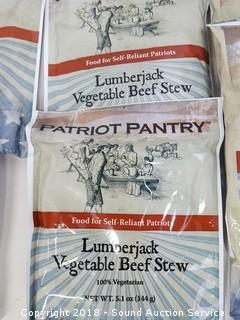 Food for Self-Reliant Patriots
Lumberjack
Vegetable Beef Stew
PATRIOT PANTRY
Food for Self-Reliant Patriots
Lumberjack
Vegetable Beef Stew
100% Vegetarian
NET WT. 5.1 oz (144 g)
Copyright 2018 - Sound Auction Service